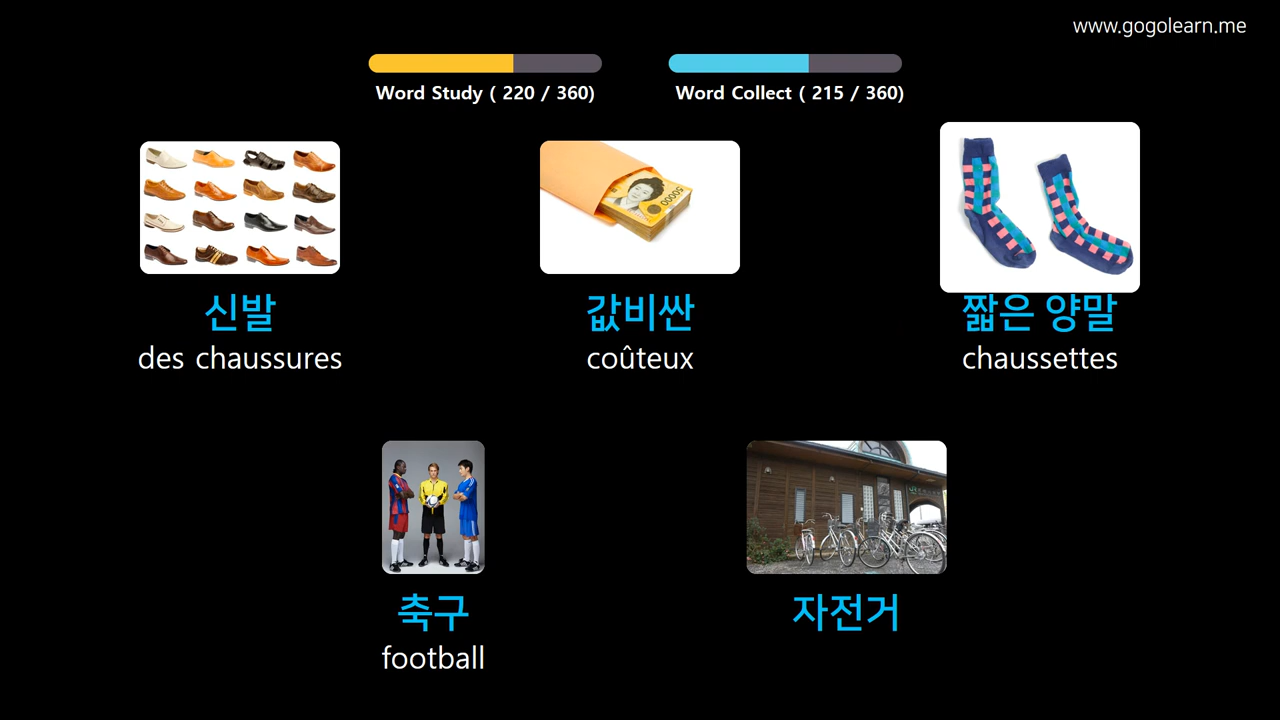 www.gogolearn.me
Word Study ( 220 / 360)
Word Collect ( 215 / 360)
신발
값비싼
짧은 양말
des chaussures
coûteux
chaussettes
축구
자전거
football